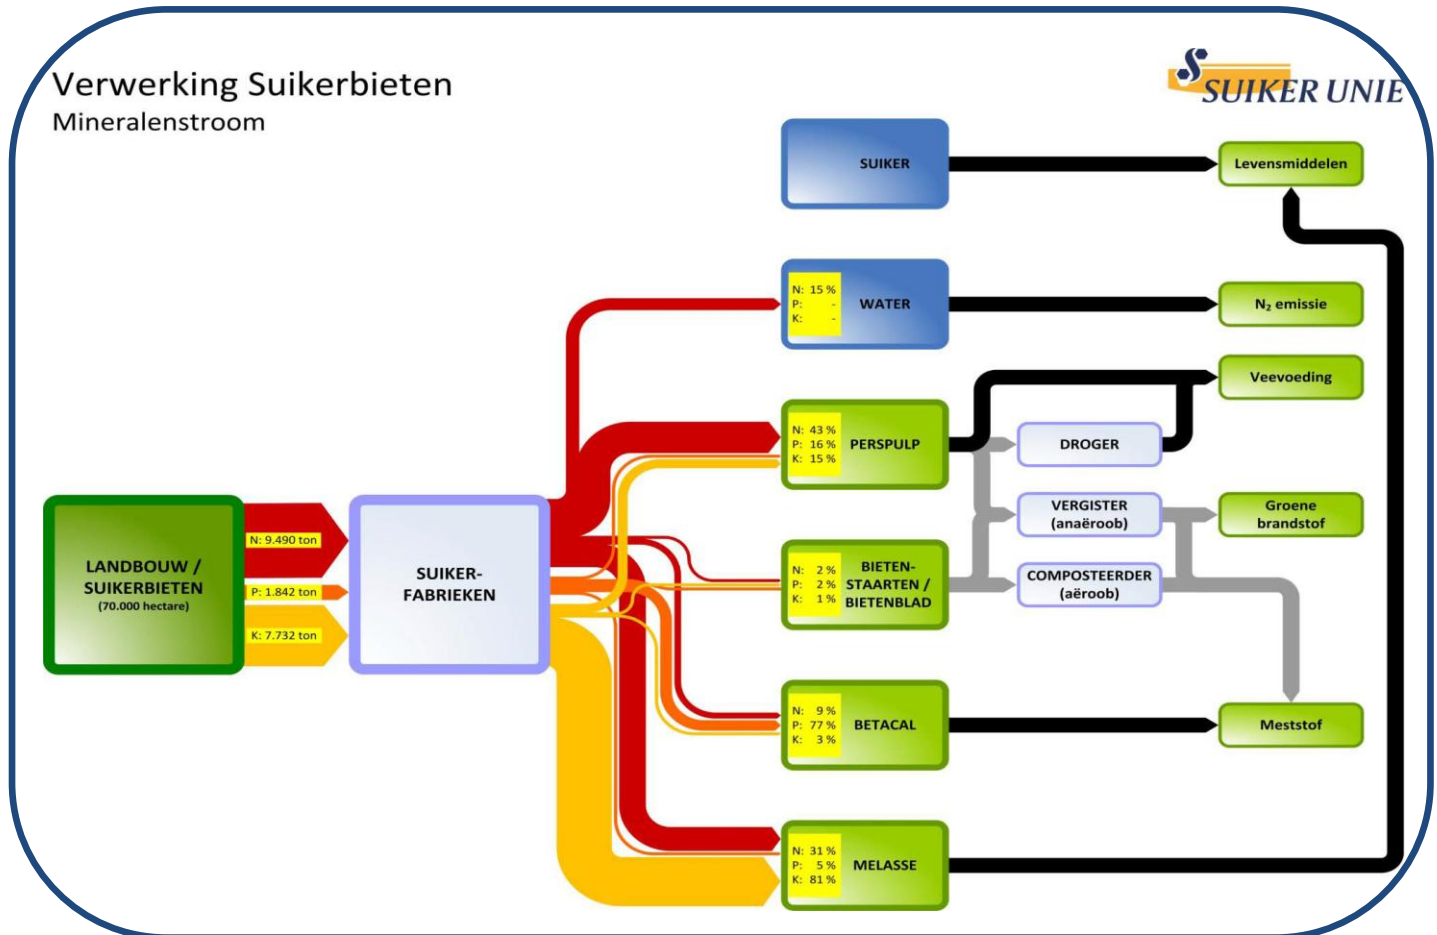 Verwerking Suikerbieten
Mineralenstroom
SUIKER UNIE
SUIKER
Levensmiddelen
N: 15 %
P: -
K: -
WATER
N₂ emissie
Veevoeding
N: 43 %
P: 16 %
K: 15 %
PERSPULP
DROGER
LANDBOUW /
SUIKERBIETEN
(70.000 hectare)
N: 9.490 ton
P: 1.842 ton
K: 7.732 ton
SUIKER-
FABRIEKEN
VERGISTER
(anaëroob)
Groene
brandstof
N: 2 %
P: 2 %
K: 1 %
BIETEN-
STAARTEN /
BIETENBLAD
COMPOSTEERDER
(aëroob)
N: 9 %
P: 77 %
K: 3 %
BETACAL
Meststof
N: 31 %
P: 5 %
K: 81 %
MELASSE